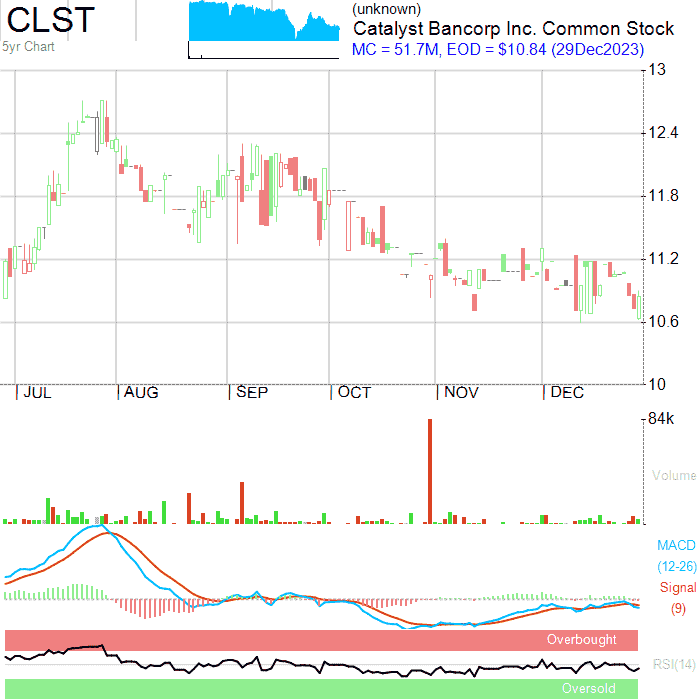 CLST
5yr Chart
(unknown)
Catalyst Bancorp Inc. Common Stock
MC = 51.7M, EOD = $10.84 (29Dec2023)
13
12.4
11.8
11.2
10.6
10
JUL AUG SEP OCT NOV DEC
84k
Volume
MACD
(12-26)
Signal
(9)
Overbought
RSI(14)
Oversold